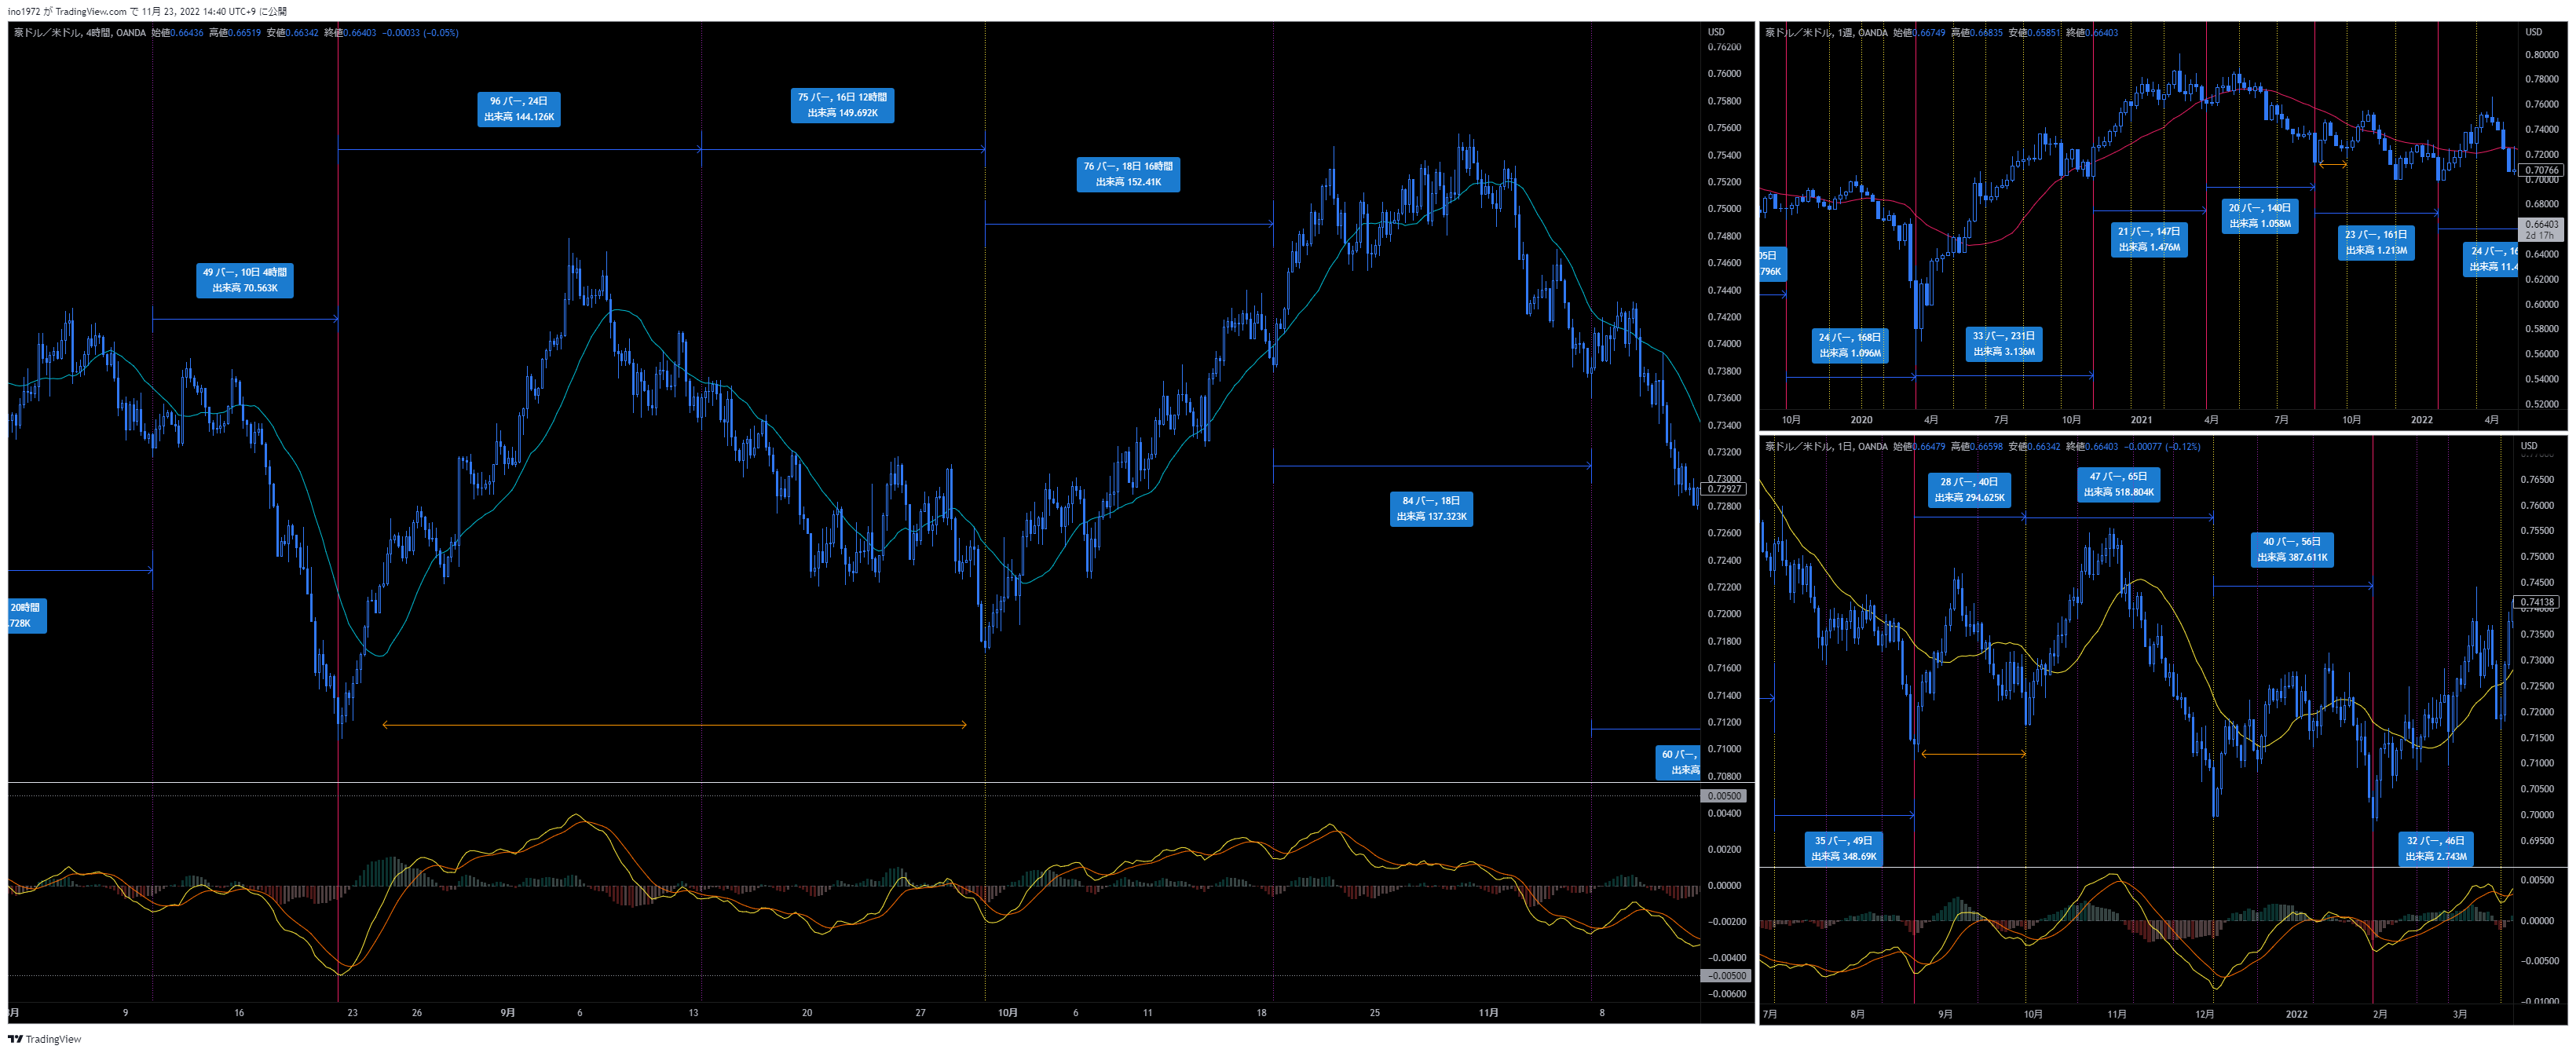 ino1972 が TradingView.com で 11月 23, 2022 14:40 UTC+9 に公開
豪ドル／米ドル, 4時間, OANDA 始値0.66436 高値0.66519 安値0.66342 終値0.66403 −0.00033 (−0.05%)
USD
0.76200
0.76000
0.75800
0.75600
0.75400
0.75200
0.75000
0.74800
0.74600
0.74400
0.74200
0.74000
0.73800
0.73600
0.73400
0.73200
0.73000
0.72927
0.72800
0.72600
0.72400
0.72200
0.72000
0.71800
0.71600
0.71400
0.71200
0.71000
0.70800
96 バー, 24日
出来高 144.126K
75 バー, 16日 12時間
出来高 149.692K
76 バー, 18日 16時間
出来高 152.41K
49 バー, 10日 4時間
出来高 70.563K
84 バー, 18日
出来高 137.323K
20時間
.728K
60 バー,
出来高
0.00500
0.00400
0.00200
0.00000
−0.00200
−0.00400
−0.00500
−0.00600
月 9 16 23 26 9月 6 13 20 27 10月 6 11 18 25 11月 8
豪ドル／米ドル, 1週, OANDA 始値0.66749 高値0.66835 安値0.65851 終値0.66403
USD
0.80000
0.78000
0.76000
0.74000
0.72000
0.70766
0.70000
0.68000
0.66403
2d 17h
0.64000
0.62000
0.60000
0.58000
0.56000
0.54000
0.52000
05日
796K
24 バー, 168日
出来高 1.096M
33 バー, 231日
出来高 3.136M
21 バー, 147日
出来高 1.476M
20 バー, 140日
出来高 1.058M
23 バー, 161日
出来高 1.213M
24 バー, 16
出来高 11.4
10月 2020 4月 7月 10月 2021 4月 7月 10月 2022 4月
豪ドル／米ドル, 1日, OANDA 始値0.66479 高値0.66598 安値0.66342 終値0.66403 −0.00077 (−0.12%)
USD
0.76500
0.76000
0.75500
0.75000
0.74500
0.74138
0.73500
0.73000
0.72500
0.72000
0.71500
0.71000
0.70500
0.70000
0.69500
28 バー, 40日
出来高 294.625K
47 バー, 65日
出来高 518.804K
40 バー, 56日
出来高 387.611K
35 バー, 49日
出来高 348.69K
32 バー, 46日
出来高 2.743M
0.00500
0.00000
−0.00500
−0.01000
7月 8月 9月 10月 11月 12月 2022 2月 3月
TradingView